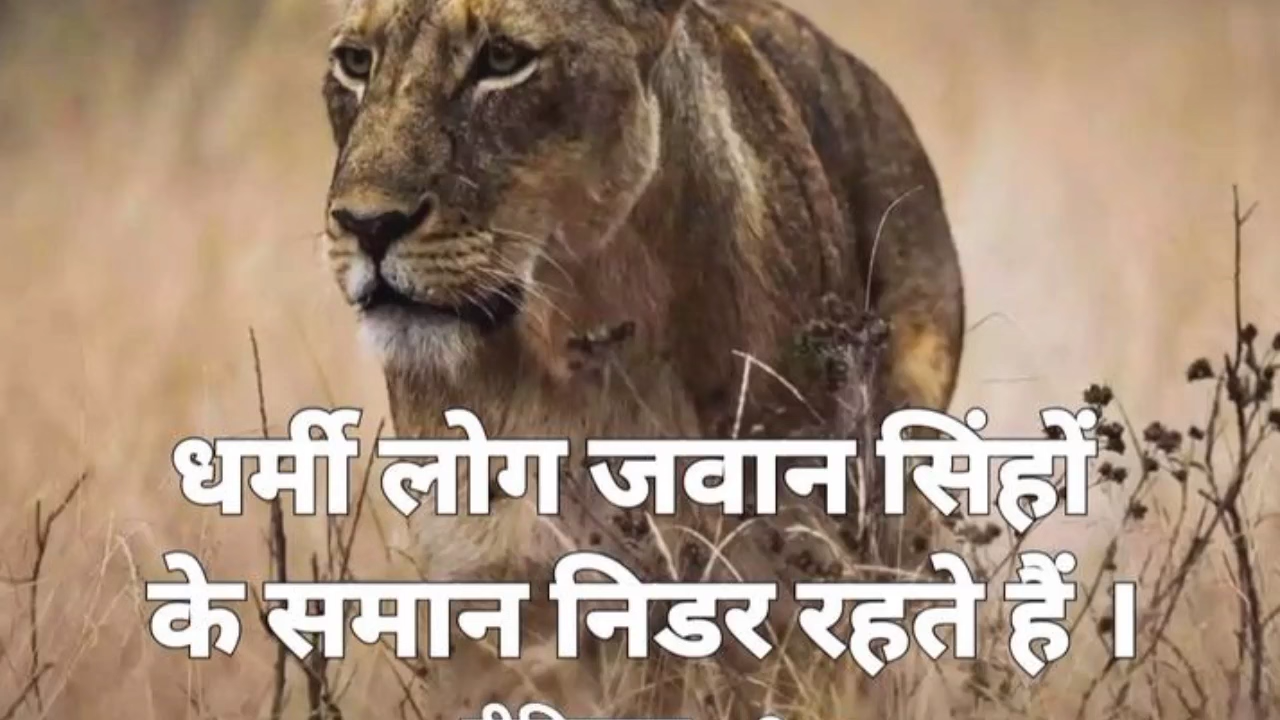 धर्मी लोग जवान सिंहों
के समान निडर रहते हैं ।